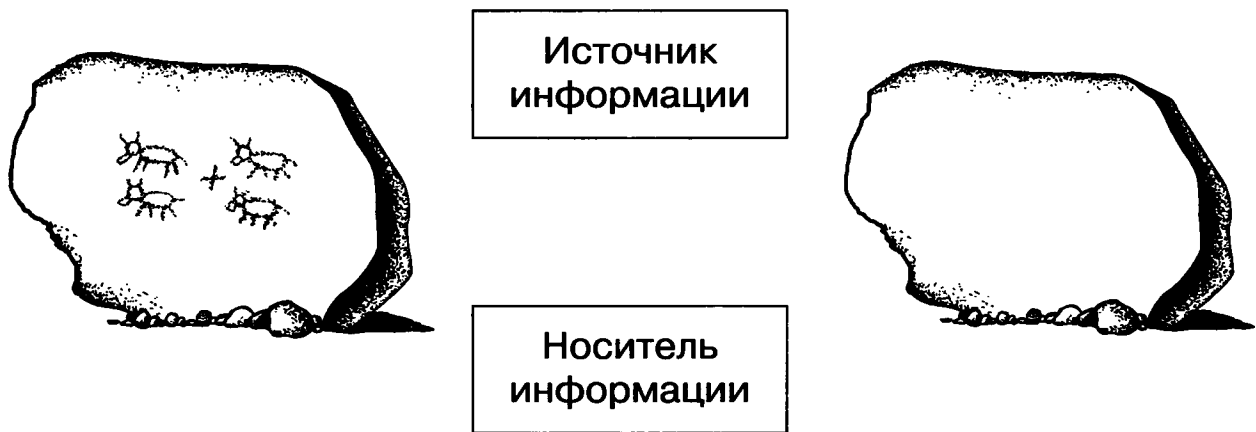 Источник
информации
Носитель
информации